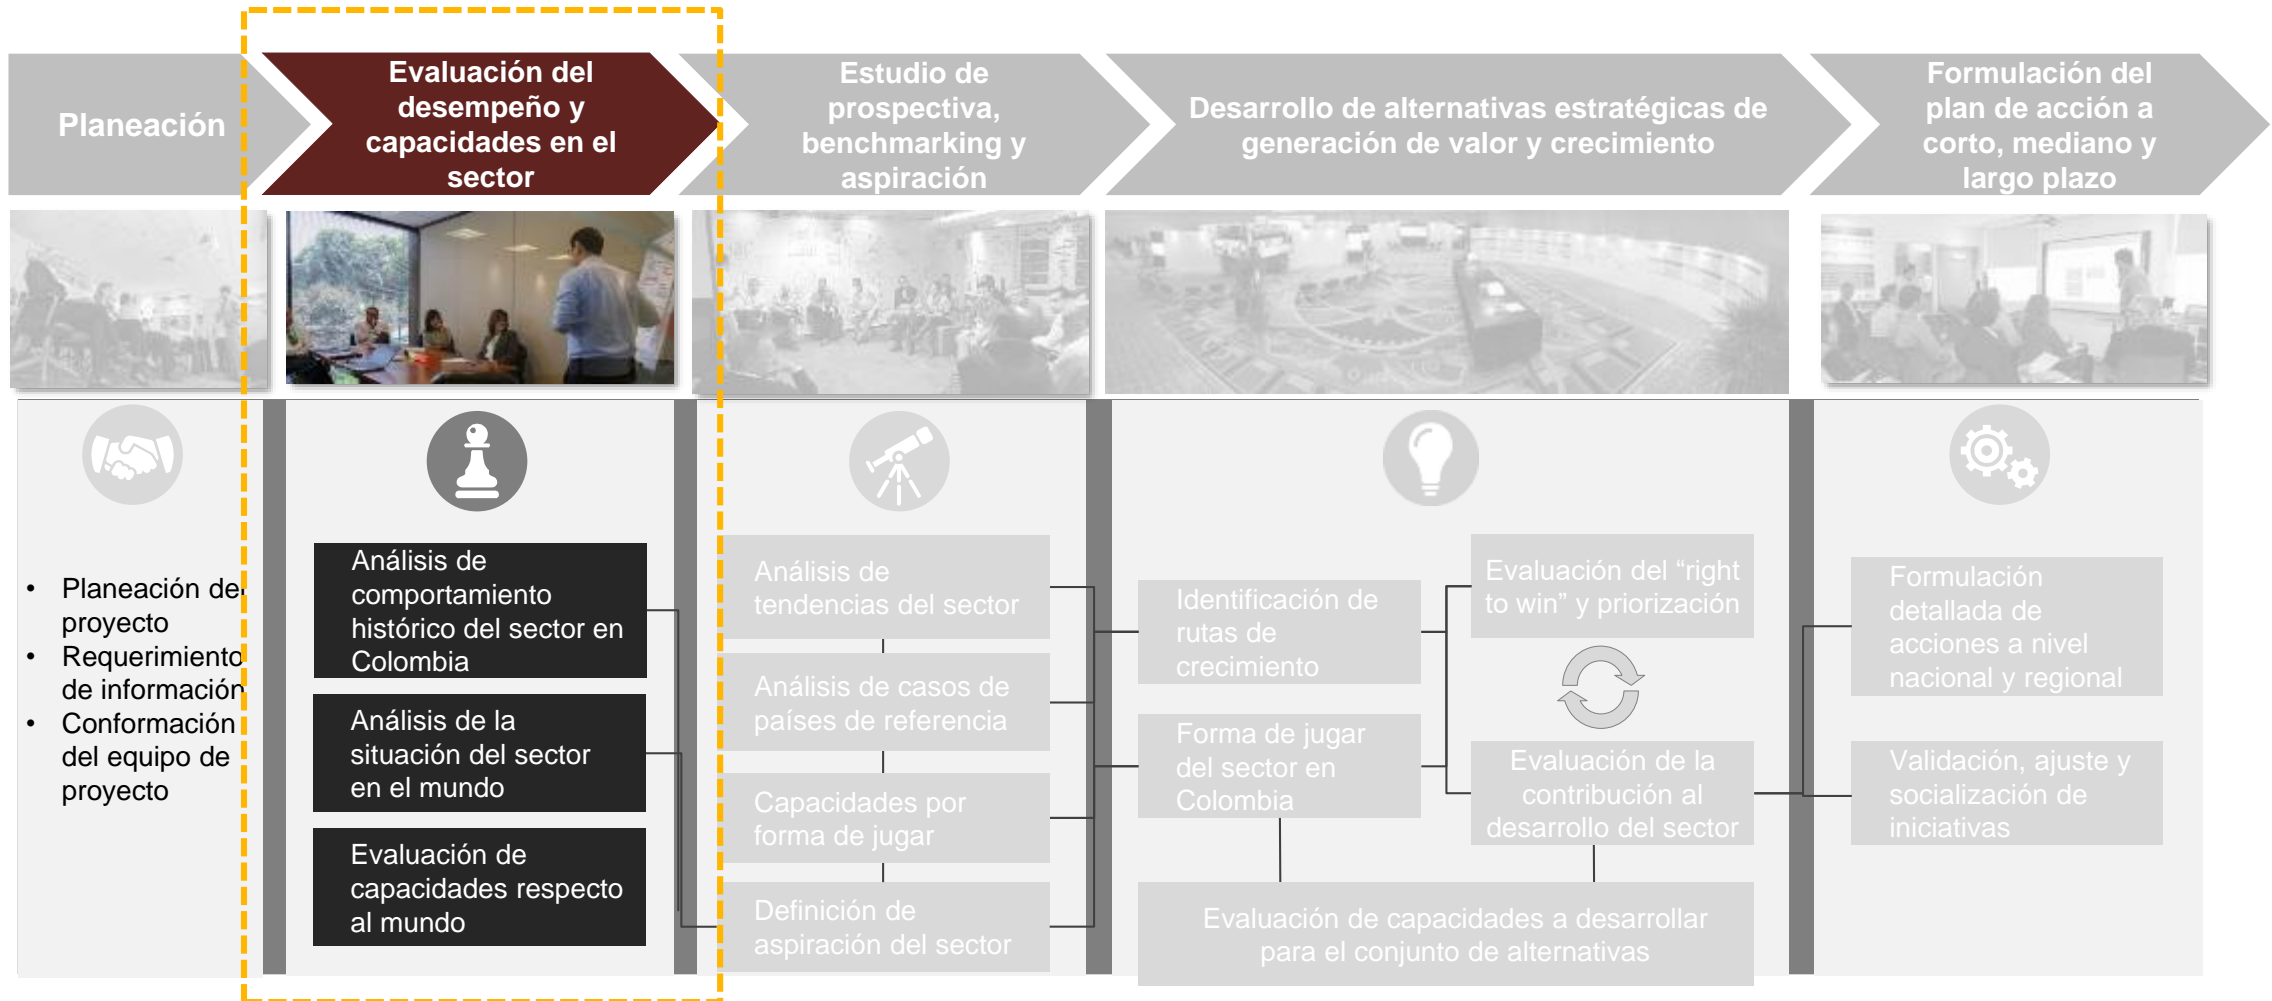 Planeación
Evaluación del
desempeño y
capacidades en el
sector
Estudio de
prospectiva,
benchmarking y
aspiración
Desarrollo de alternativas estratégicas de
generación de valor y crecimiento
Formulación del
plan de acción a
corto, mediano y
largo plazo
• Planeación del
proyecto
• Requerimiento
de información
• Conformación
del equipo de
proyecto
Análisis de
comportamiento
histórico del sector en
Colombia
Análisis de la
situación del sector
en el mundo
Evaluación de
capacidades respecto
al mundo
Análisis de
tendencias del sector
Análisis de casos de
países de referencia
Capacidades por
forma de jugar
Definición de
aspiración del sector
Identificación de
rutas de
crecimiento
Forma de jugar
del sector en
Colombia
Evaluación del “right
to win” y priorización
Evaluación de la
contribución al
desarrollo del sector
Evaluación de capacidades a desarrollar
para el conjunto de alternativas
Formulación
detallada de
acciones a nivel
nacional y regional
Validación, ajuste y
socialización de
iniciativas